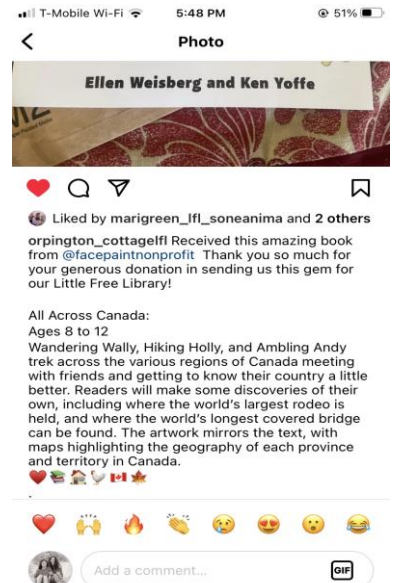 T-Mobile Wi-Fi 5:48 PM 51%
Photo
Ellen Weisberg and Ken Yoffe
Liked by marigreen_lfl_soneanima and 2 others
orpington_cottagelfl Received this amazing book
from @facepaintnonprofit Thank you so much for
your generous donation in sending us this gem for
our Little Free Library!
All Across Canada:
Ages 8 to 12
Wandering Wally, Hiking Holly, and Ambling Andy
trek across the various regions of Canada meeting
with friends and getting to know their country a little
better. Readers will make some discoveries of their
own, including where the world's largest rodeo is
held, and where the world's longest covered bridge
can be found. The artwork mirrors the text, with
maps highlighting the geography of each province
and territory in Canada.
❤️📚🏠🐓🇨🇦🍁
.
Add a comment... GIF